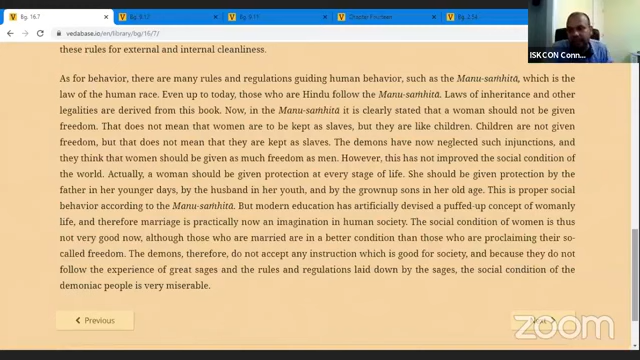 Bg. 16.7
Bg. 9.11
Chapter Fourteen
Bg. 2.54
vedabase.io/en/library/bg/16/7/
ISKCON Conn...
these rules for external and internal cleanliness.
As for behavior, there are many rules and regulations guiding human behavior, such as the Manu-saṁhitā, which is the
law of the human race. Even up to today, those who are Hindu follow the Manu-saṁhitā. Laws of inheritance and other
legalities are derived from this book. Now, in the Manu-saṁhitā it is clearly stated that a woman should not be given
freedom. That does not mean that women are to be kept as slaves, but they are like children. Children are not given
freedom, but that does not mean that they are kept as slaves. The demons have now neglected such injunctions, and
they think that women should be given as much freedom as men. However, this has not improved the social condition of
the world. Actually, a woman should be given protection at every stage of life. She should be given protection by the
father in her younger days, by the husband in her youth, and by the grownup sons in her old age. This is proper social
behavior according to the Manu-saṁhitā. But modern education has artificially devised a puffed-up concept of womanly
life, and therefore marriage is practically now an imagination in human society. The social condition of women is thus
not very good now, although those who are married are in a better condition than those who are proclaiming their so-
called freedom. The demons, therefore, do not accept any instruction which is good for society, and because they do not
follow the experience of great sages and the rules and regulations laid down by the sages, the social condition of the
demoniac people is very miserable.
Previous
Next
zoom